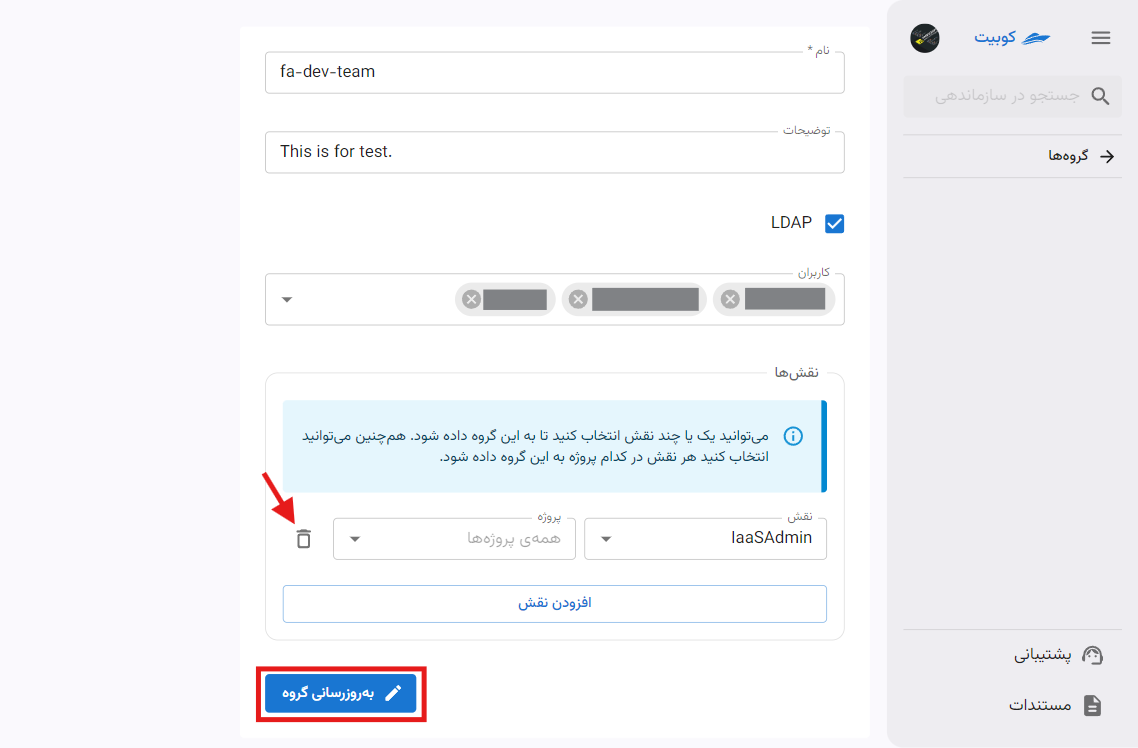 کوبیت
جستجو در سازماندهی
گروه‌ها
پشتیبانی
مستندات
نام *
fa-dev-team
توضیحات
This is for test.
LDAP
کاربران
نقش‌ها
می‌توانید یک یا چند نقش انتخاب کنید تا به این گروه داده شود. هم‌چنین می‌توانید
انتخاب کنید هر نقش در کدام پروژه به این گروه داده شود.
نقش
IaaSAdmin
پروژه
همه‌ی پروژه‌ها
افزودن نقش
به‌روزرسانی گروه